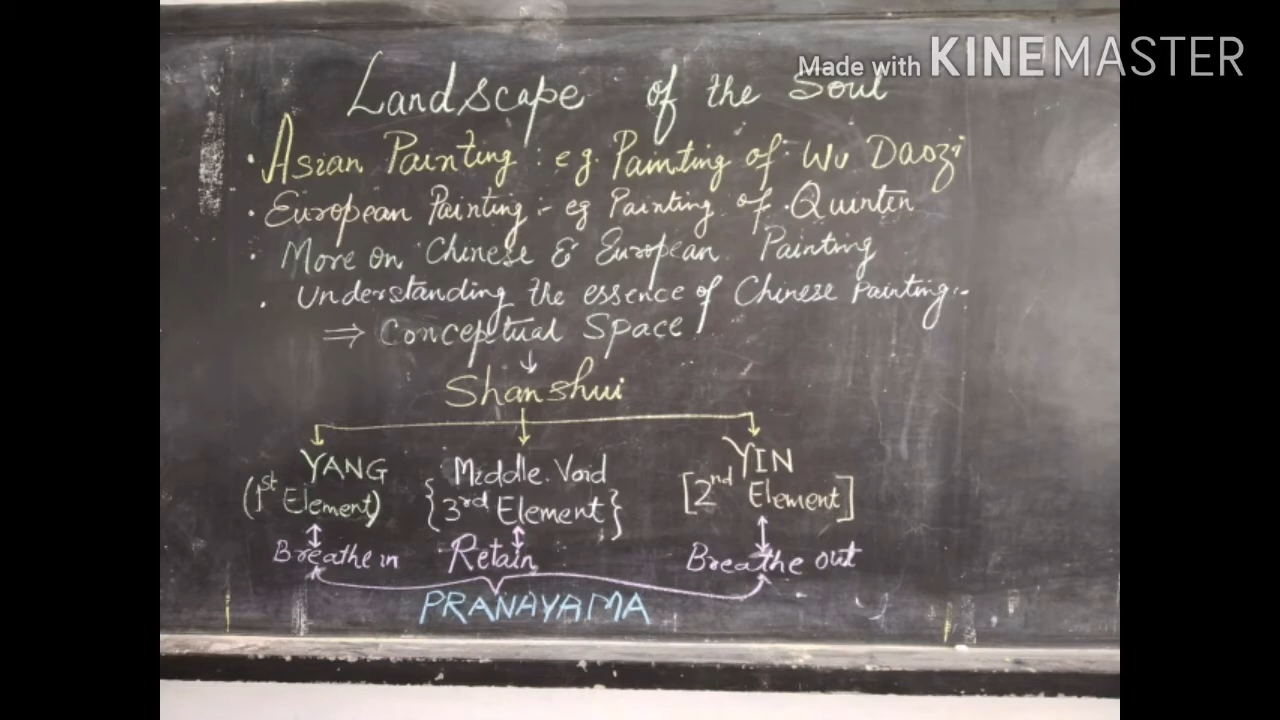 Made with KINEMASTER
Landscape of the Soul
· Asian Painting : eg. Painting of Wu Daozi
· European Painting :- eg Painting of Quinten
· More on Chinese & European Painting
· Understanding the essence of Chinese Painting :-
⇒ Conceptual Space
↓
Shanshui
YANG Middle Void YIN
(1st Element) {3rd Element} [2nd Element]
Breathe in Retain Breathe out
PRANAYAMA